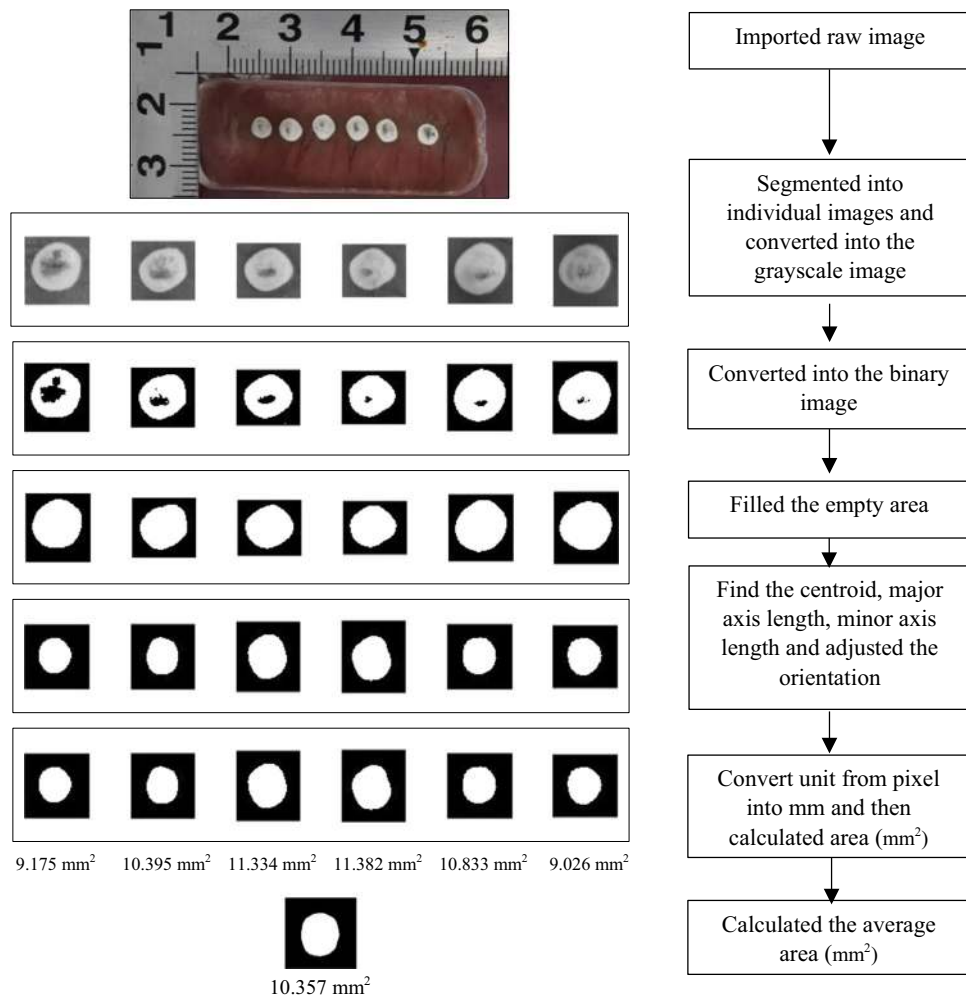 1 2 3 4 5 6
1
2
3
9.175 mm²
10.395 mm²
11.334 mm²
11.382 mm²
10.833 mm²
9.026 mm²
10.357 mm²
Imported raw image
Segmented into
individual images and
converted into the
grayscale image
Converted into the binary
image
Filled the empty area
Find the centroid, major
axis length, minor axis
length and adjusted the
orientation
Convert unit from pixel
into mm and then
calculated area (mm²)
Calculated the average
area (mm²)